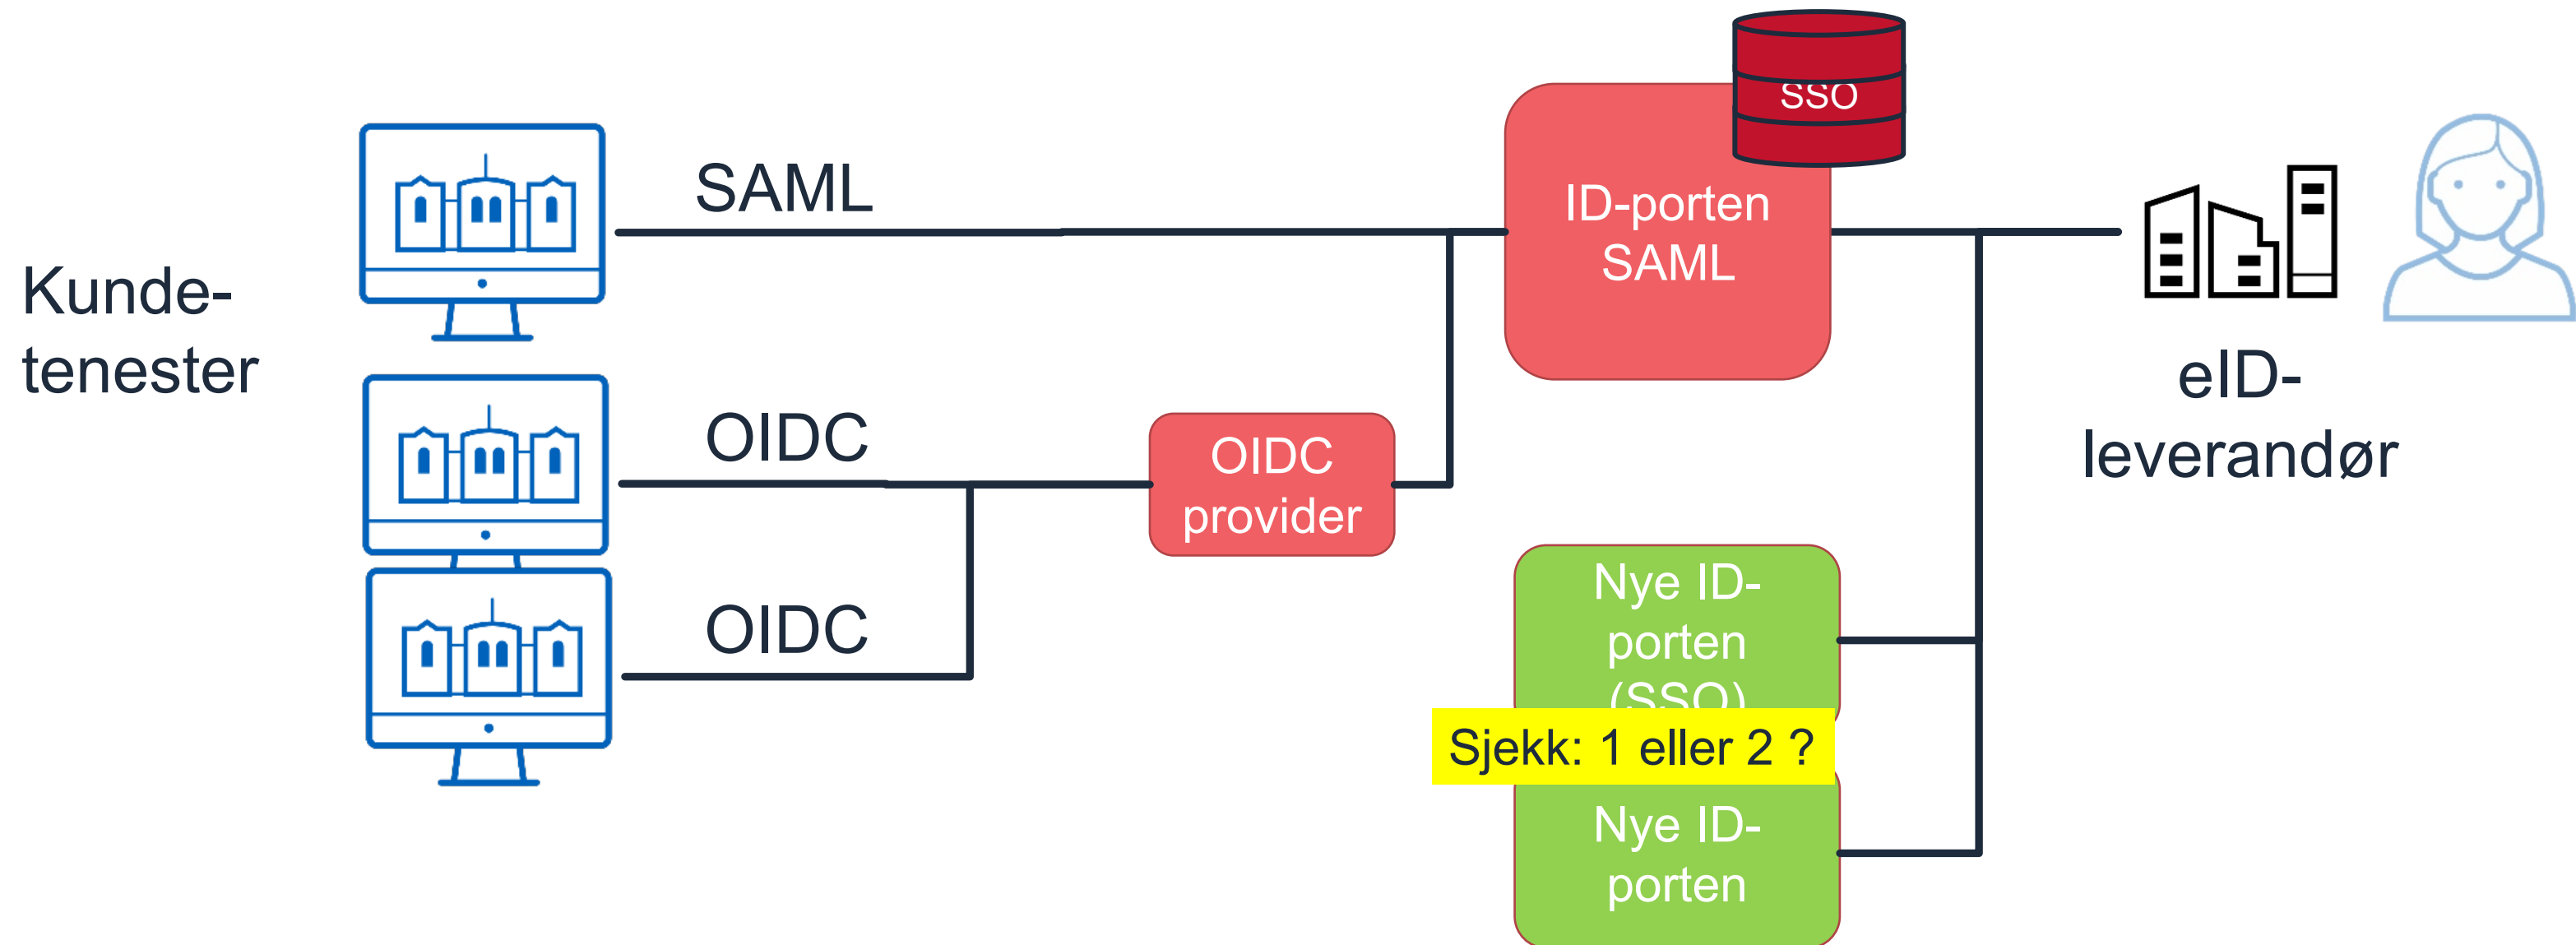 Kunde-
tenester
SAML
OIDC
OIDC
OIDC
provider
SSO
ID-porten
SAML
Nye ID-
porten
(SSO)
Sjekk: 1 eller 2 ?
Nye ID-
porten
eID-
leverandør